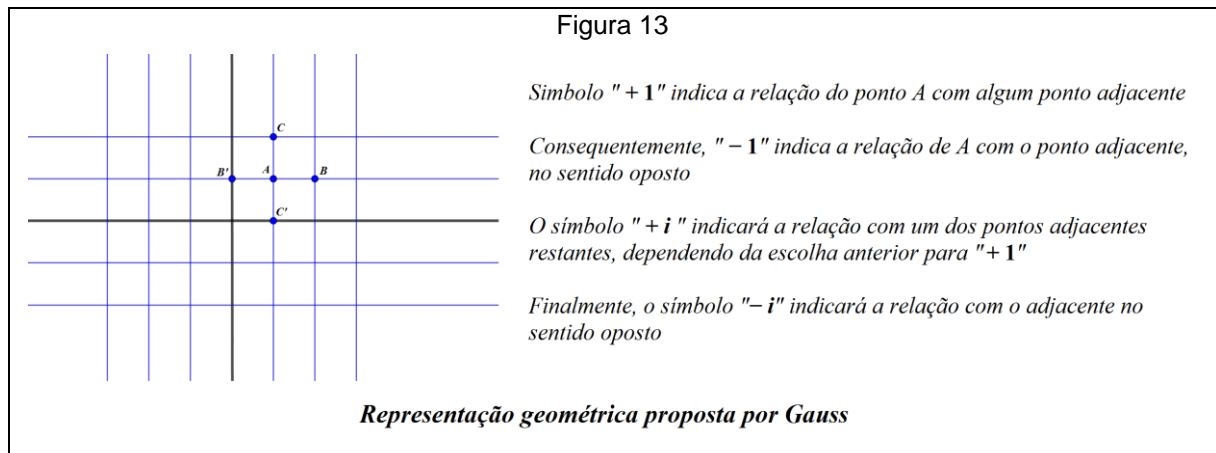 Figura 13
C
B'
A
B
C'
Simbolo " + 1" indica a relação do ponto A com algum ponto adjacente
Consequentemente, " − 1" indica a relação de A com o ponto adjacente,
no sentido oposto
O símbolo " + i " indicará a relação com um dos pontos adjacentes
restantes, dependendo da escolha anterior para "+ 1"
Finalmente, o símbolo "− i" indicará a relação com o adjacente no
sentido oposto
Representação geométrica proposta por Gauss